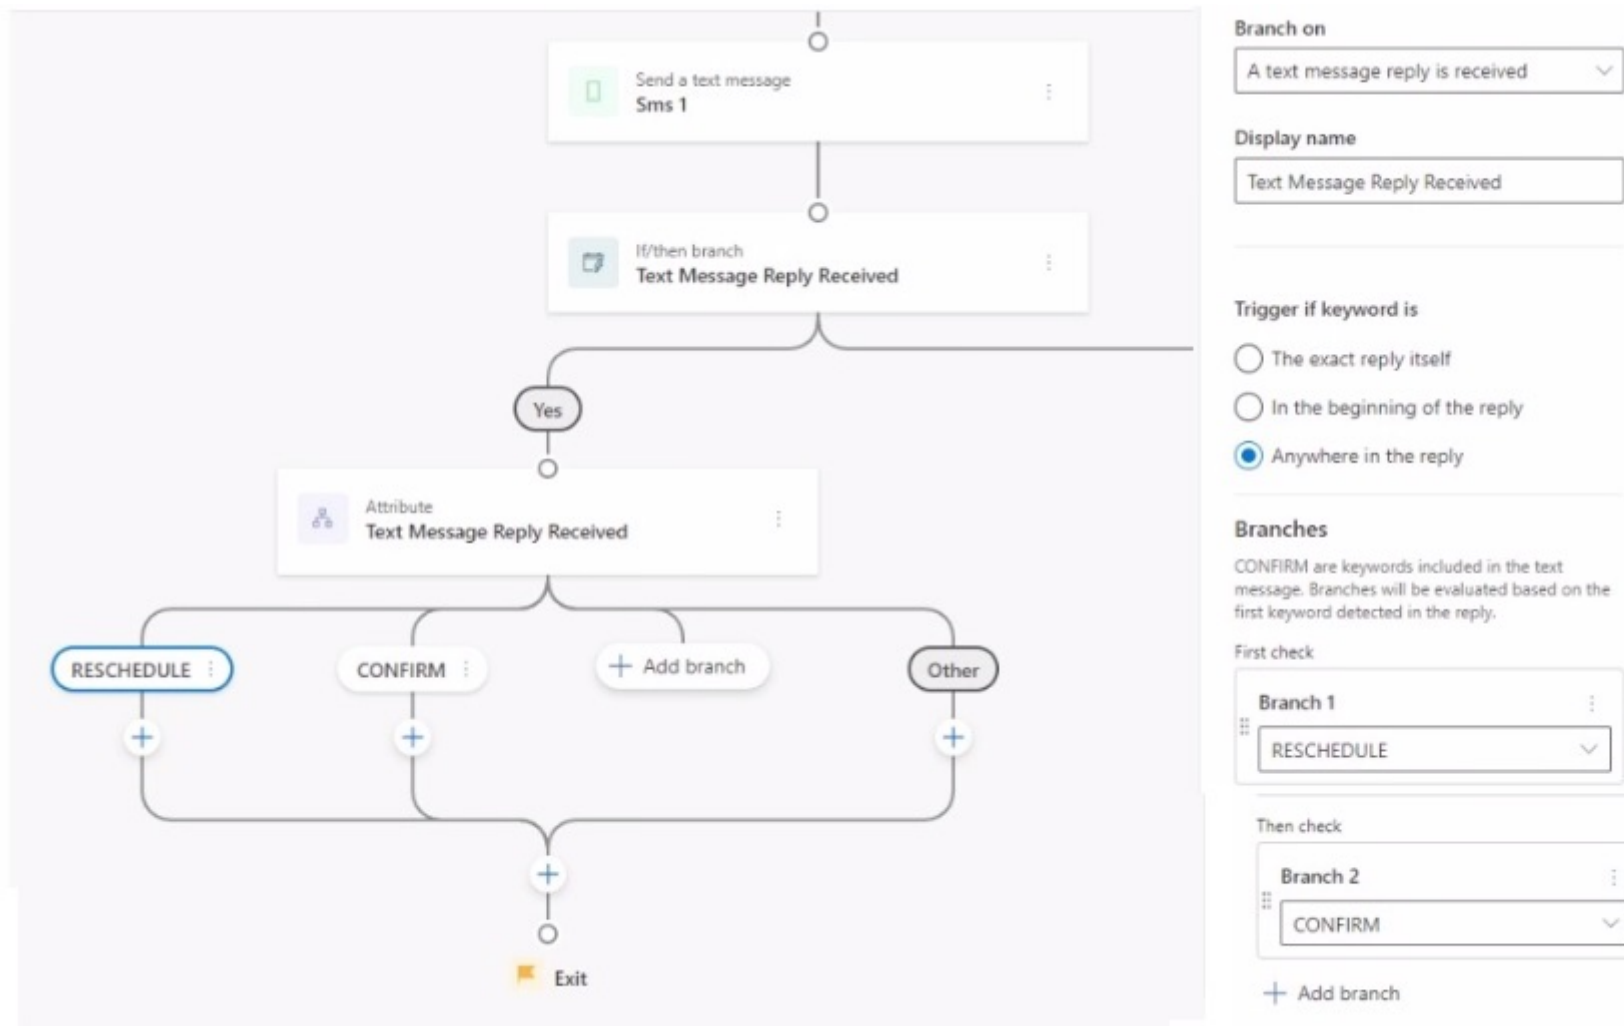 Send a text message
Sms 1
If/then branch
Text Message Reply Received
Yes
Attribute
Text Message Reply Received
RESCHEDULE
CONFIRM
Add branch
Other
Exit
Branch on
A text message reply is received
Display name
Text Message Reply Received
Trigger if keyword is
The exact reply itself
In the beginning of the reply
Anywhere in the reply
Branches
CONFIRM are keywords included in the text
message. Branches will be evaluated based on the
first keyword detected in the reply.
First check
Branch 1
RESCHEDULE
Then check
Branch 2
CONFIRM
Add branch